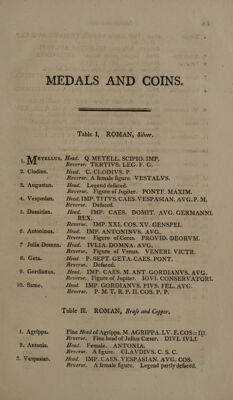 MEDALS AND COINS.
Table I, ROMAN, Silver.
1. METELLUS, Head. Q. METELL. SCIPIO. IMP.
Reverse. TERTIVS. LEG. F. G.
2. Clodius. Head. C. CLODIVS. P.
Reverse. A female figure. VESTALVS.
3. Augustus. Head. Legend defaced.
Reverse. Figure of Jupiter. PONTF. MAXIM.
4. Vespasian. Head. IMP. TITVS. CAES. VESPASIAN. AVG. P. M.
Reverse. Defaced.
5. Domitian. Head. IMP. CAES. DOMIT. AVG. GERMANNI.
REX.
Reverse. IMP. XXI. COS. XV. GENSPEL.
6. Antoninus. Head. IMP. ANTONINVS. AVG.
Reverse. Figure of Ceres. PROVID. DEORVM.
7 Julia Domna. Head. IVLIA. DOMNA. AVG.
Reverse. Figure of Venus. VENERI. VICTR.
8. Geta. Head. P. SEPT. GETA. CAES. PONT.
Reverse. Defaced.
9. Gordianus. Head. IMP. CAES. M. ANT. GORDIANVS. AVG.
Reverse. Figure of Jupiter. IOVI. CONSERVATORI.
10. Same. Head. IMP. GORDIANVS. PIVS. FEL. AVG.
Reverse. P. M. T. R. P. II. COS. P. P.
Table II. ROMAN, Brass and Copper.
1. Agrippa. Fine Head of Agrippa. M. AGRIPPA. LV. F. COS = III.
Reverse. Fine head of Julius Cæsar. DIVI. IVLI.
2. Antonia. Head. Female. ANTONIA.
Reverse. A figure. CLAVDIVS. C. S. C.
3. Vespasian. Head. IMP. CAES. VESPASIAN. AVG. COS.
Reverse. A female figure. Legend partly defaced.